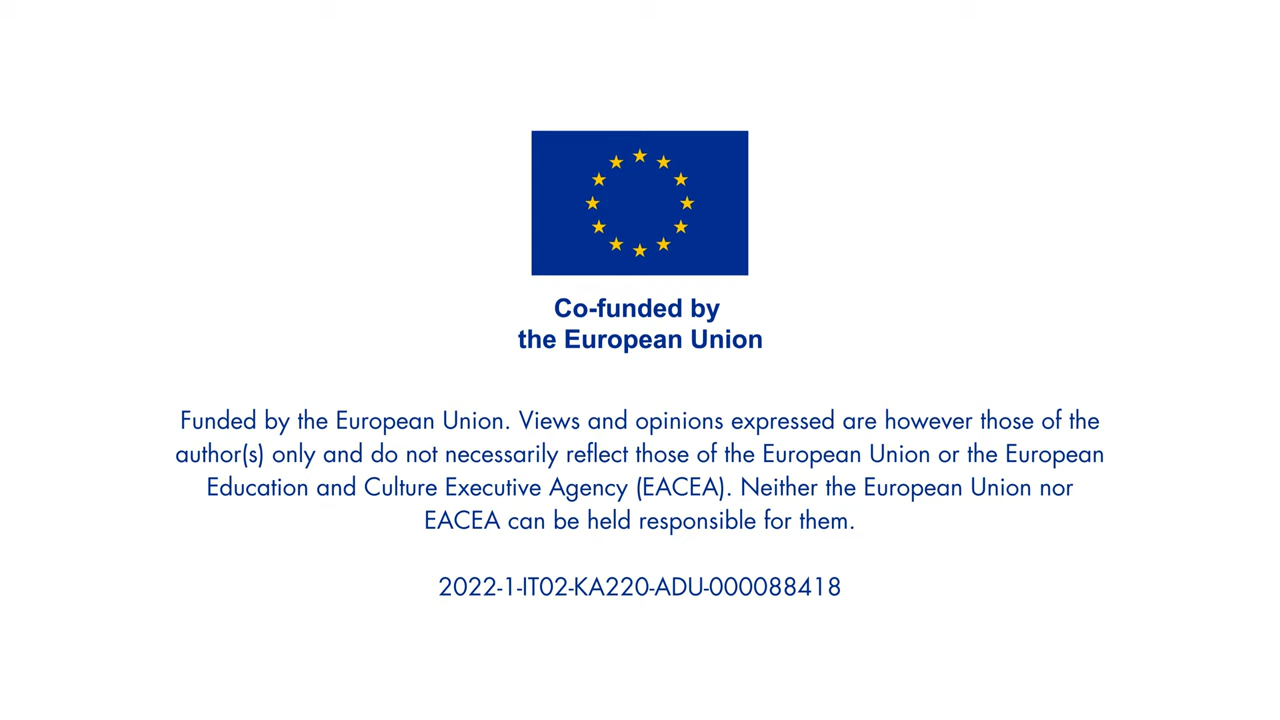 Co-funded by
the European Union
Funded by the European Union. Views and opinions expressed are however those of the
author(s) only and do not necessarily reflect those of the European Union or the European
Education and Culture Executive Agency (EACEA). Neither the European Union nor
EACEA can be held responsible for them.
2022-1-IT02-KA220-ADU-000088418